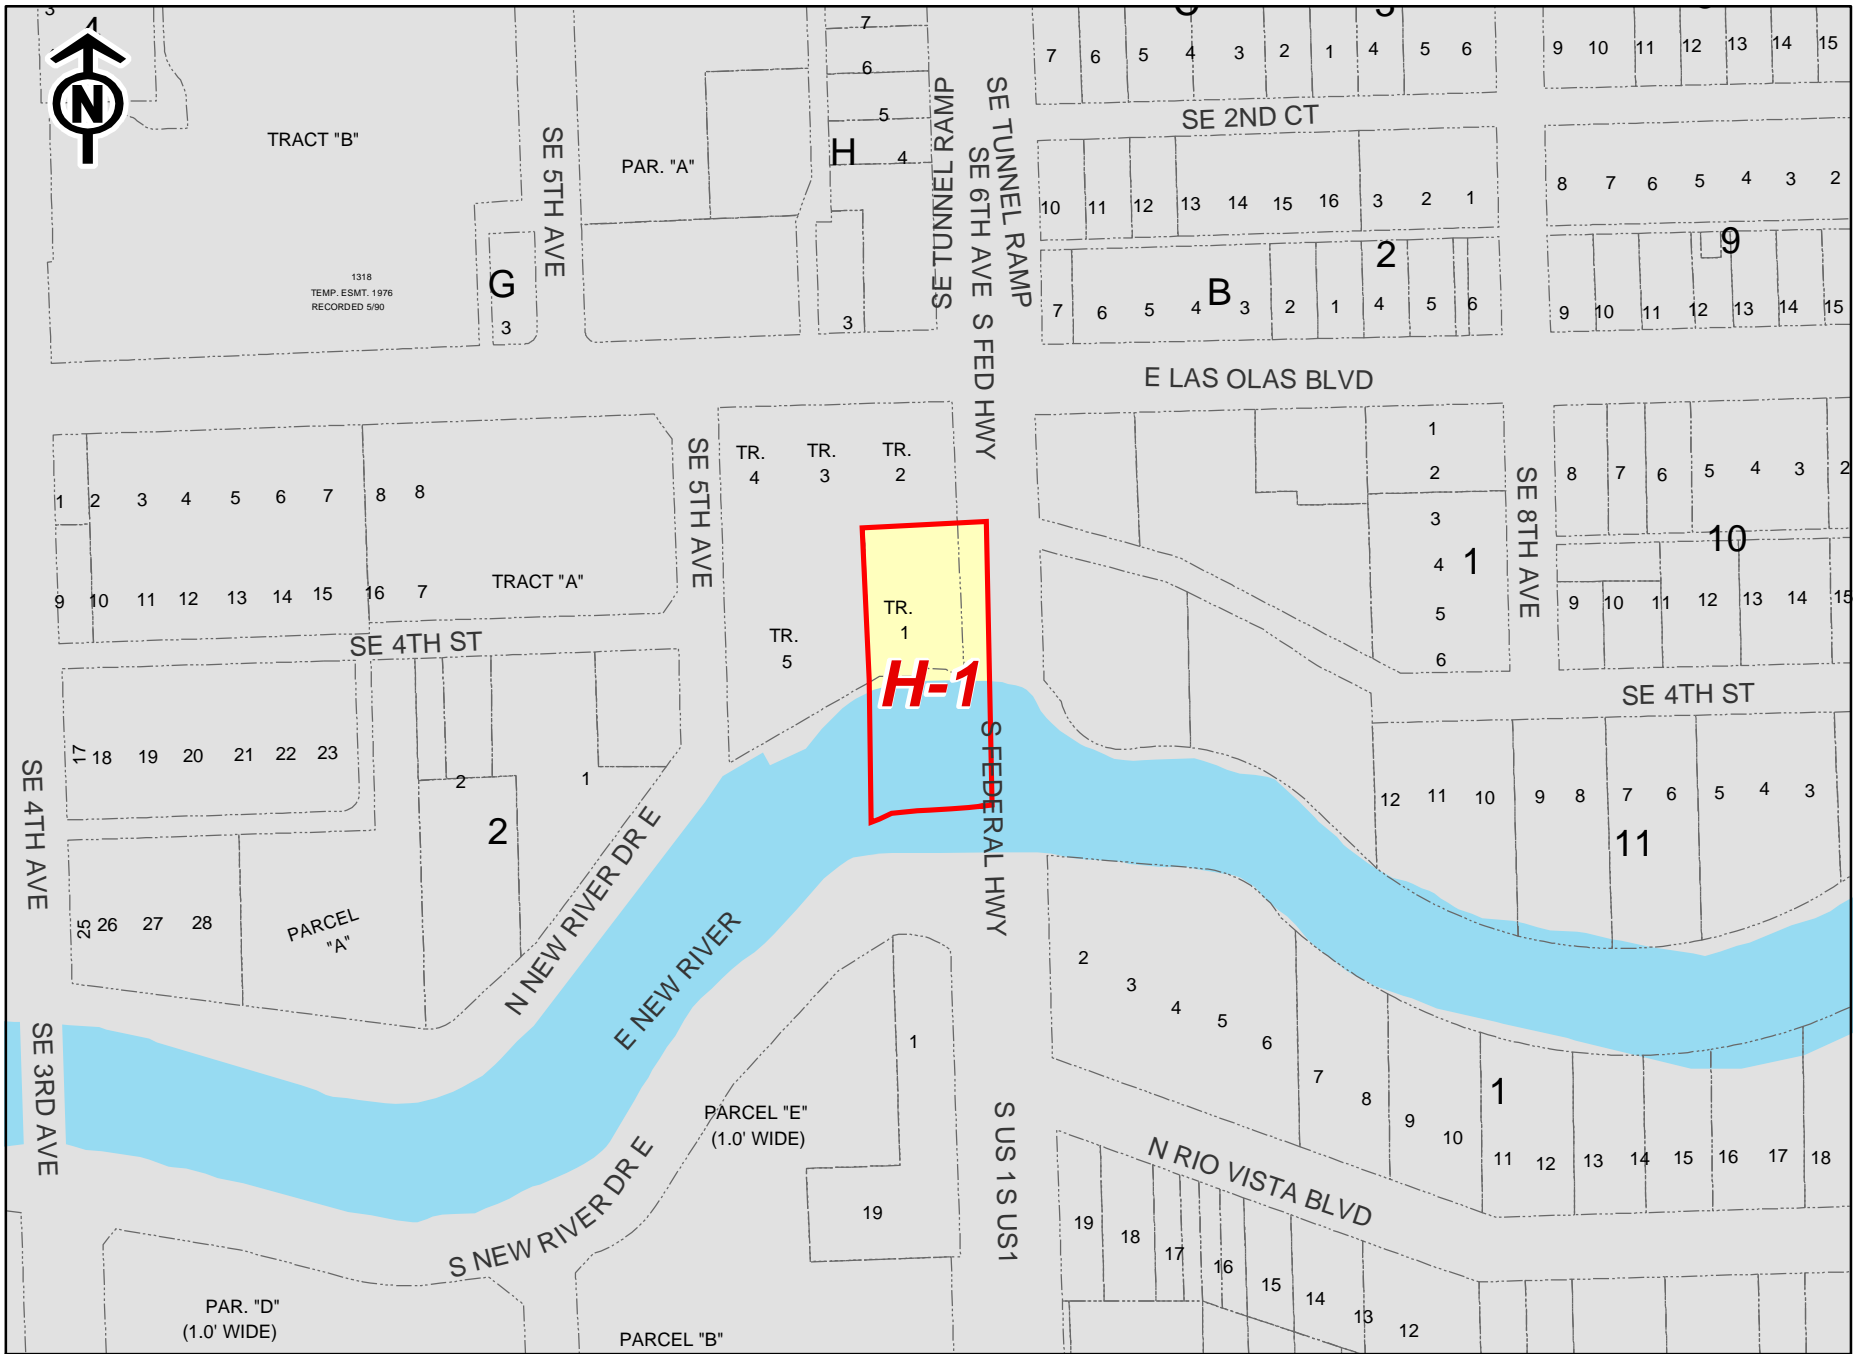 3
4
N
TRACT "B"
1318
TEMP. ESMT. 1976
RECORDED 5/90
G
3
SE 5TH AVE
PAR. "A"
7
6
5
H
4
3
SE TUNNEL RAMP
SE TUNNEL RAMP
SE 6TH AVE
S FED HWY
7 6 5 4 3 2 1 4 5 6
9 10 11 12 13 14 15
SE 2ND CT
10 11 12 13 14 15 16 3 2 1
8 7 6 5 4 3 2
2
9
B
7 6 5 4 3 2 1 4 5 6
9 10 11 12 13 14 15
E LAS OLAS BLVD
1 2 3 4 5 6 7 8 8
9 10 11 12 13 14 15 16 7
TRACT "A"
SE 5TH AVE
TR.
4
TR.
3
TR.
2
TR.
1
TR.
5
H-1
1
2
3
4
1
5
6
SE 8TH AVE
8 7 6 5 4 3 2
10
9 10 11 12 13 14 15
SE 4TH ST
SE 4TH ST
17 18 19 20 21 22 23
2
1
2
SE 4TH AVE
25 26 27 28
PARCEL
"A"
N NEW RIVER DR E
E NEW RIVER
S FEDERAL HWY
12 11 10 9 8 7 6 5 4 3
11
2 3 4 5 6 7 8 9 10 11 12 13 14 15 16 17 18
1
SE 3RD AVE
1
PARCEL "E"
(1.0' WIDE)
19
S NEW RIVER DR E
S US 1
S US1
N RIO VISTA BLVD
19 18 17 16 15 14 13 12
PAR. "D"
(1.0' WIDE)
PARCEL "B"